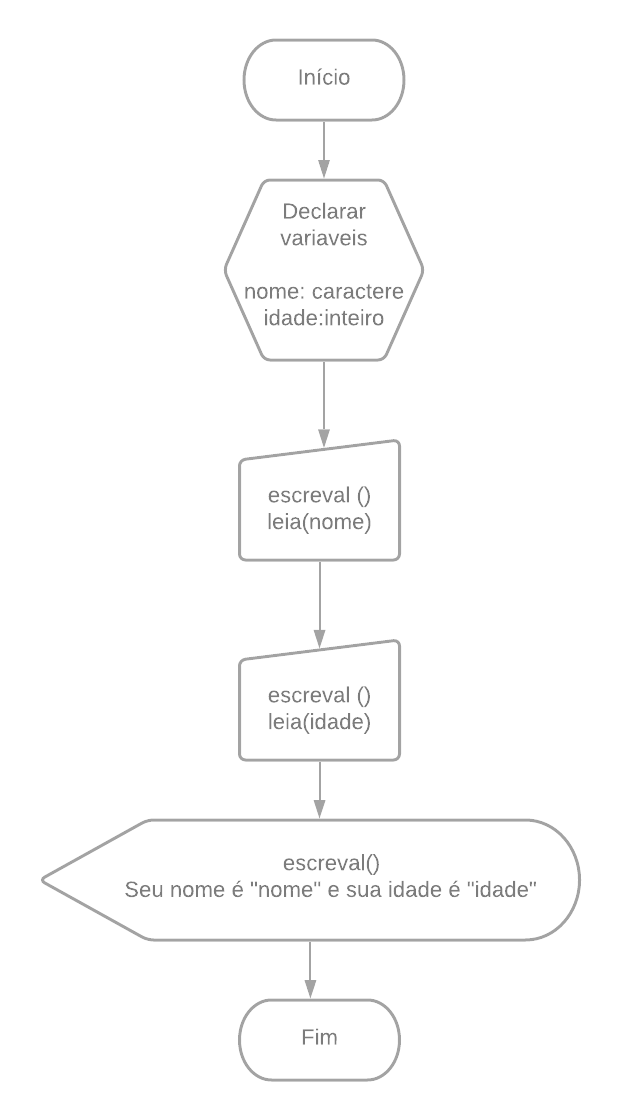 Início
Declarar
variaveis
nome: caractere
idade:inteiro
escreval ()
leia(nome)
escreval ()
leia(idade)
escreval()
Seu nome é "nome" e sua idade é "idade"
Fim